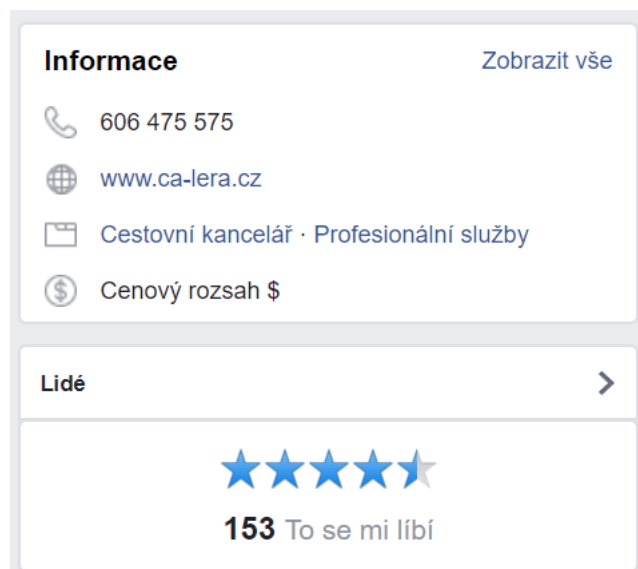 Informace
Zobrazit vše
606 475 575
www.ca-lera.cz
Cestovní kancelář · Profesionální služby
Cenový rozsah $
Lidé
153 To se mi líbí